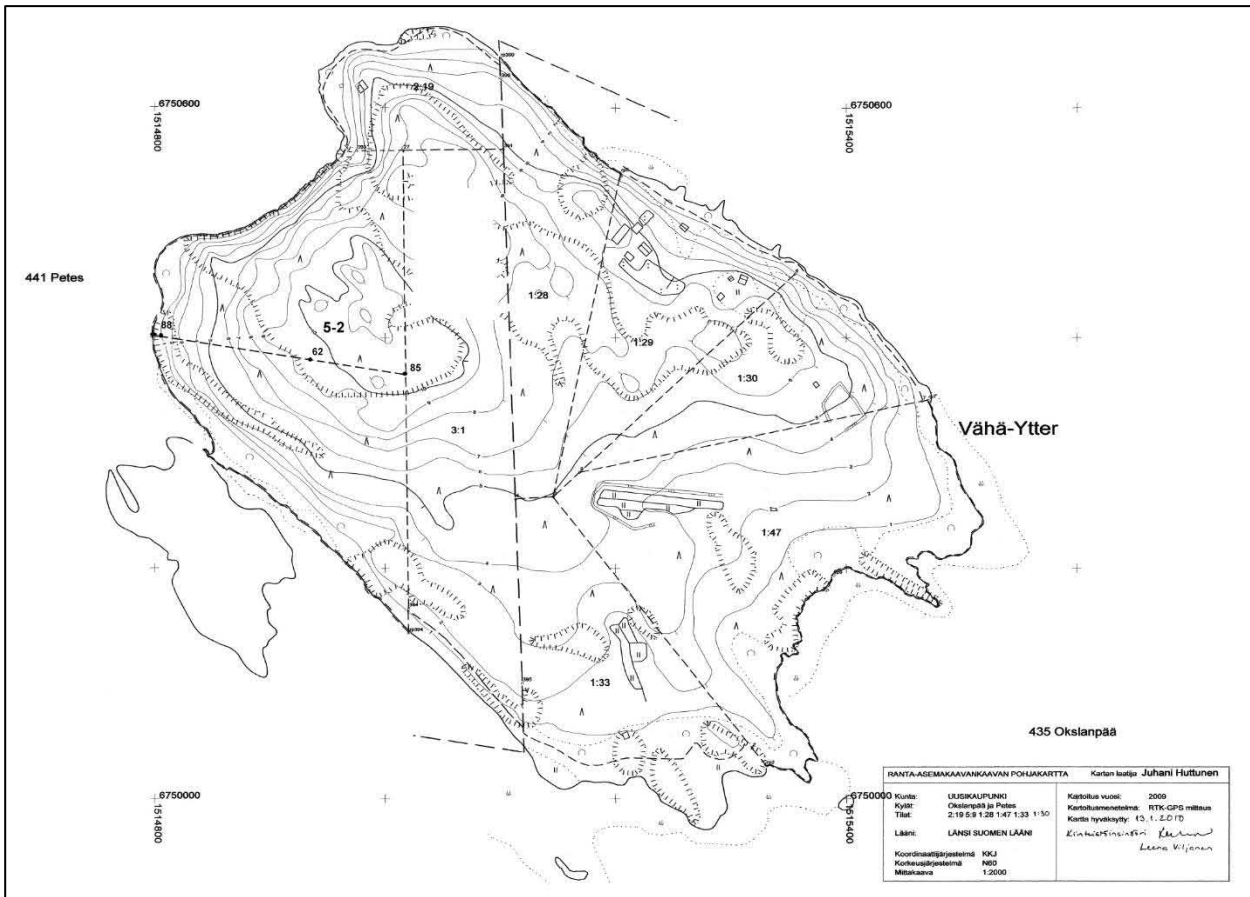 6750600
6750600
1514800
1515400
2:19
441 Petes
1:28
5-2
1:29
88
62
85
1:30
3:1
Vähä-Ytter
1:47
1:33
435 Okslanpää
6750000
6750000
1514800
1515400
RANTA-ASEMAKAAVANKAAVAN POHJAKARTTA Kartan laatija Juhani Huttunen
Kunta: UUSIKAUPUNKI Kartoitus vuosi: 2009
Kylät: Okslanpää ja Petes Kartoitusmenetelmä: RTK-GPS mittaus
Tilat: 2:19 5:9 1:28 1:47 1:33 1:30 Kartta hyväksytty: 13.1.2010
Lääni: LÄNSI SUOMEN LÄÄNI Kiinteistöinsinööri
Leena Viljanen
Koordinaattijärjestelmä KKJ
Korkeusjärjestelmä N60
Mittakaava 1:2000